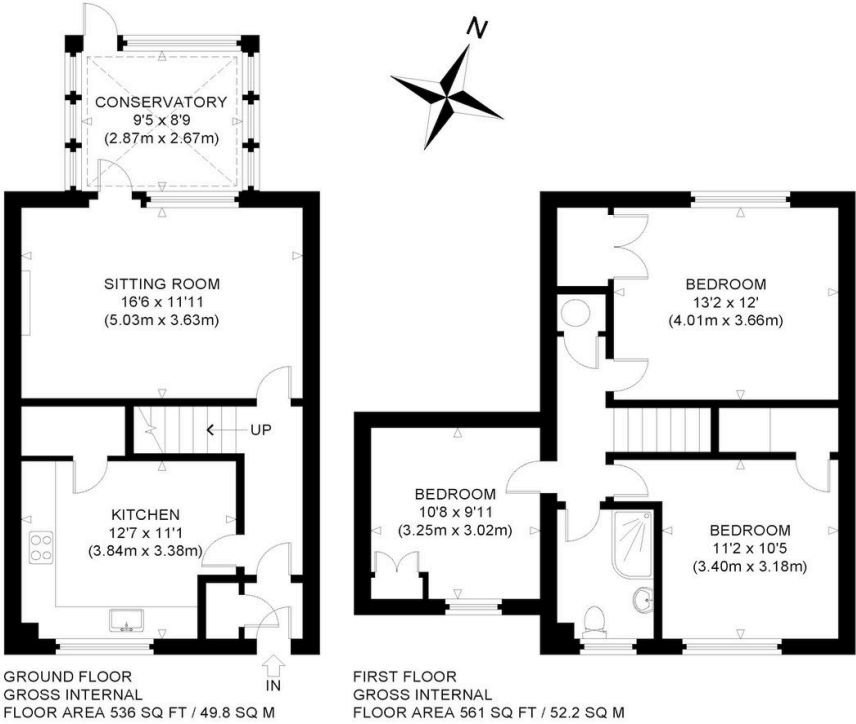 N
CONSERVATORY
9'5 x 8'9
(2.87m x 2.67m)
SITTING ROOM
16'6 x 11'11
(5.03m x 3.63m)
UP
KITCHEN
12'7 x 11'1
(3.84m x 3.38m)
IN
GROUND FLOOR
GROSS INTERNAL
FLOOR AREA 536 SQ FT / 49.8 SQ M
BEDROOM
13'2 x 12'
(4.01m x 3.66m)
BEDROOM
10'8 x 9'11
(3.25m x 3.02m)
BEDROOM
11'2 x 10'5
(3.40m x 3.18m)
FIRST FLOOR
GROSS INTERNAL
FLOOR AREA 561 SQ FT / 52.2 SQ M